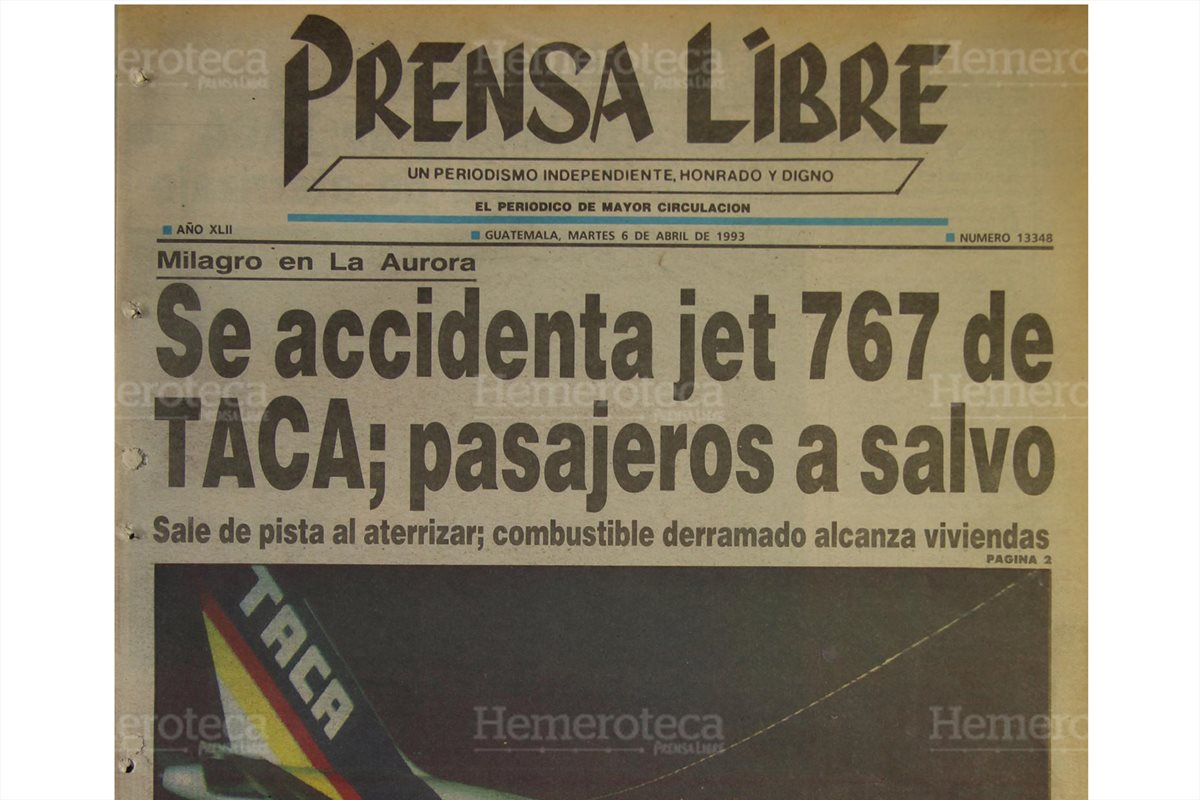 PRENSA LIBRE
UN PERIODISMO INDEPENDIENTE, HONRADO Y DIGNO
EL PERIODICO DE MAYOR CIRCULACION
AÑO XLII
GUATEMALA, MARTES 6 DE ABRIL DE 1993
NUMERO 13348
Milagro en La Aurora
Se accidenta jet 767 de
TACA; pasajeros a salvo
Sale de pista al aterrizar; combustible derramado alcanza viviendas
PAGINA 2
TACA
Hemeroteca
PRENSA LIBRE